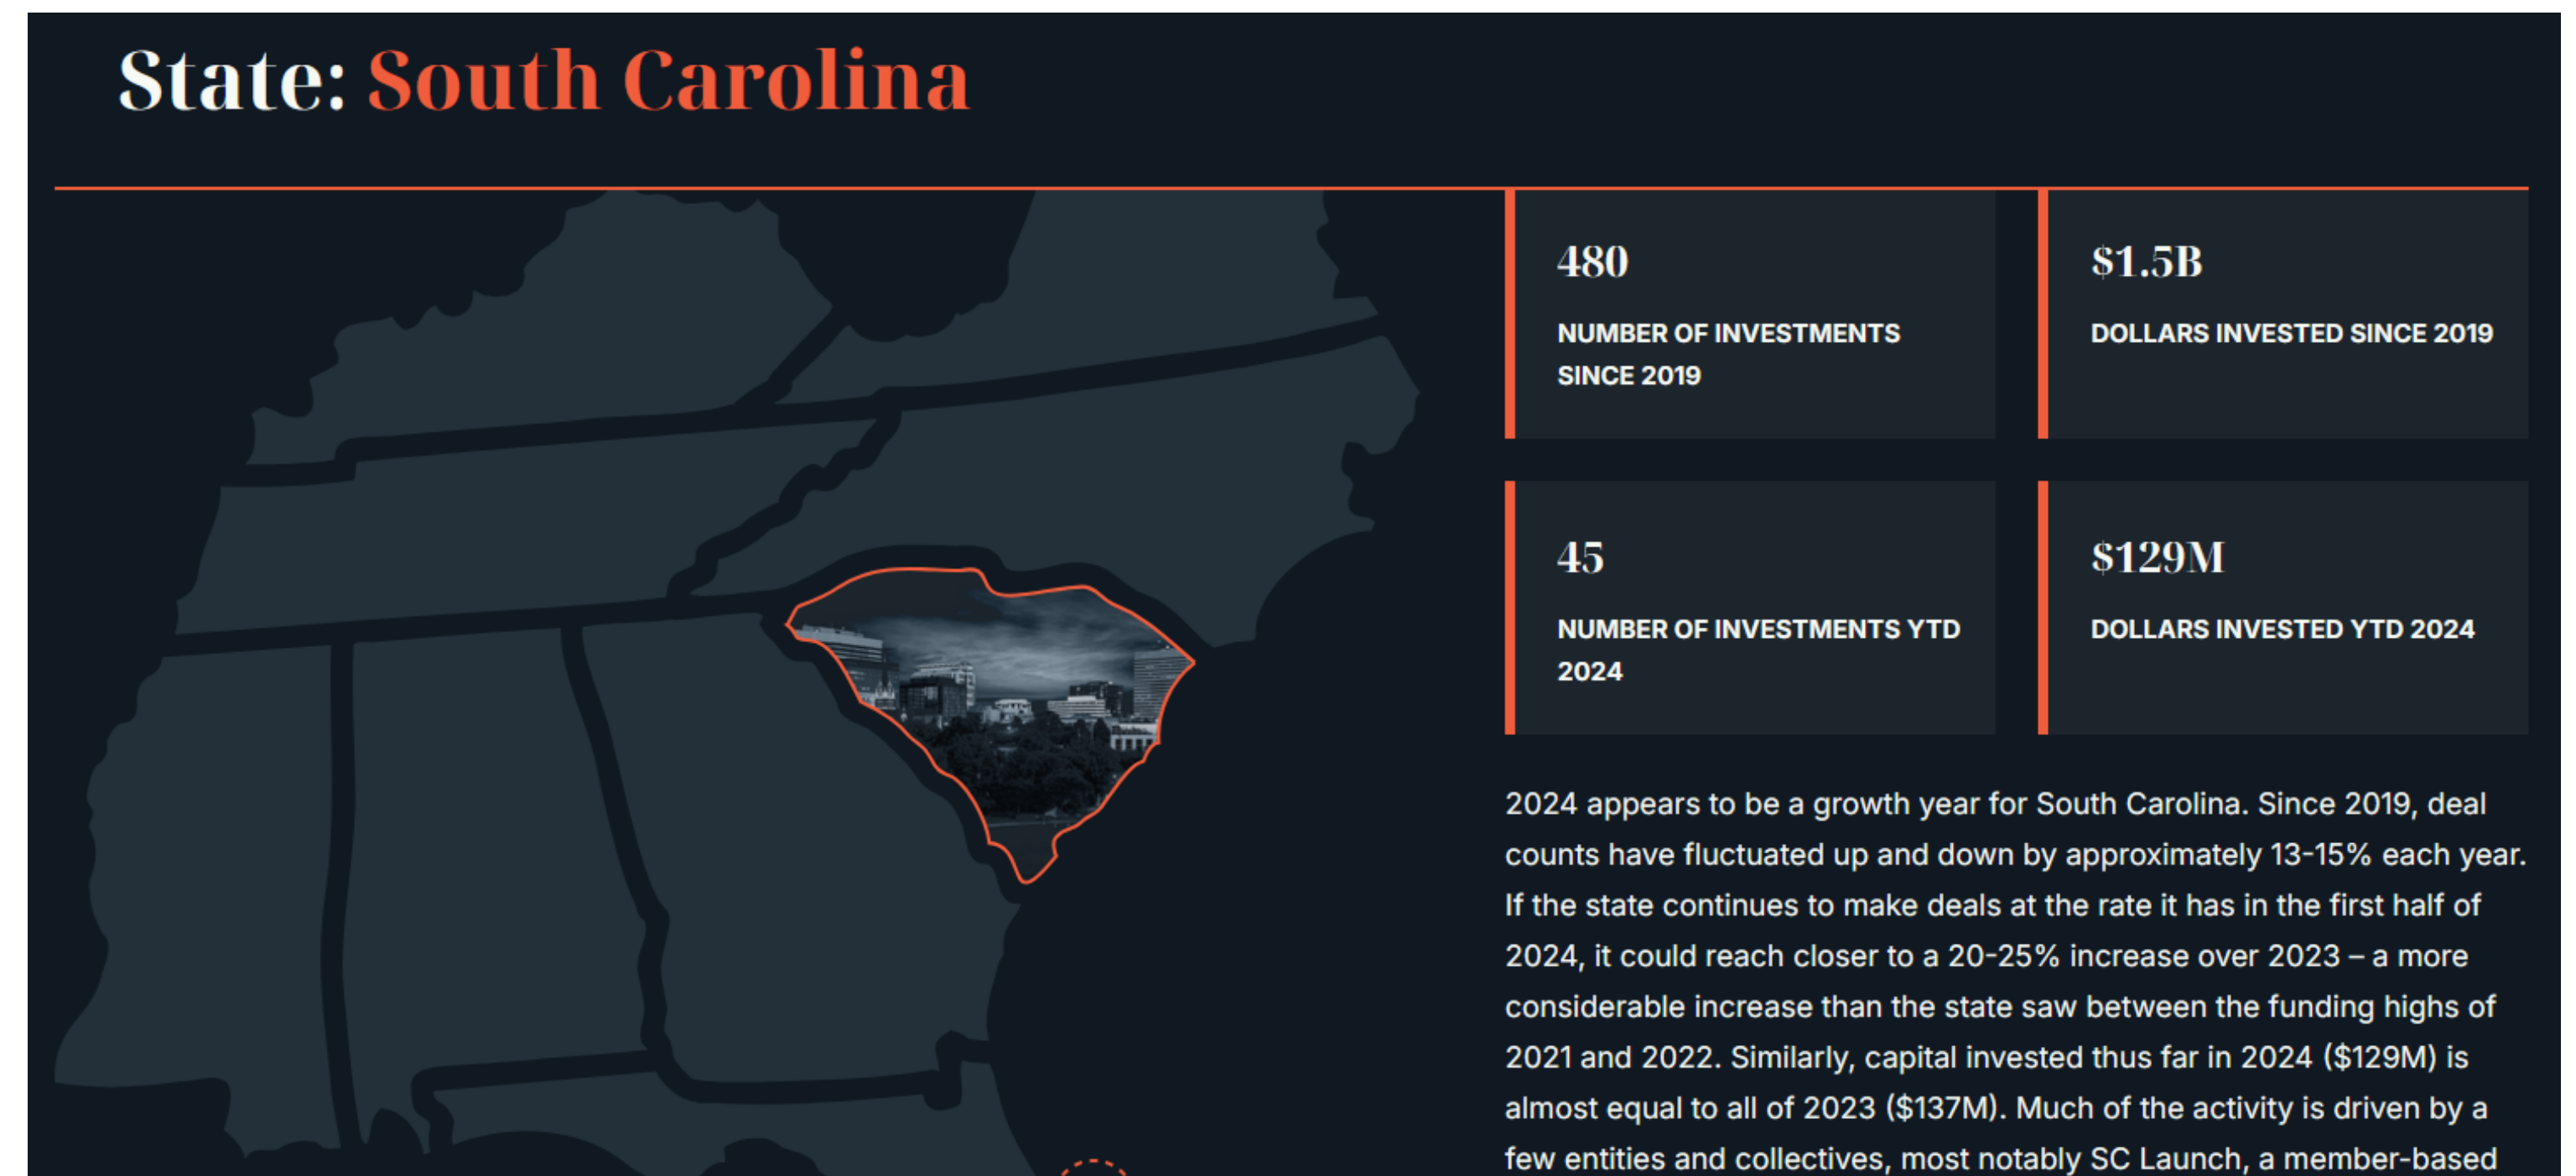 State: South Carolina
480
NUMBER OF INVESTMENTS
SINCE 2019
$1.5B
DOLLARS INVESTED SINCE 2019
45
NUMBER OF INVESTMENTS YTD
2024
$129M
DOLLARS INVESTED YTD 2024
2024 appears to be a growth year for South Carolina. Since 2019, deal
counts have fluctuated up and down by approximately 13-15% each year.
If the state continues to make deals at the rate it has in the first half of
2024, it could reach closer to a 20-25% increase over 2023 – a more
considerable increase than the state saw between the funding highs of
2021 and 2022. Similarly, capital invested thus far in 2024 ($129M) is
almost equal to all of 2023 ($137M). Much of the activity is driven by a
few entities and collectives, most notably SC Launch, a member-based